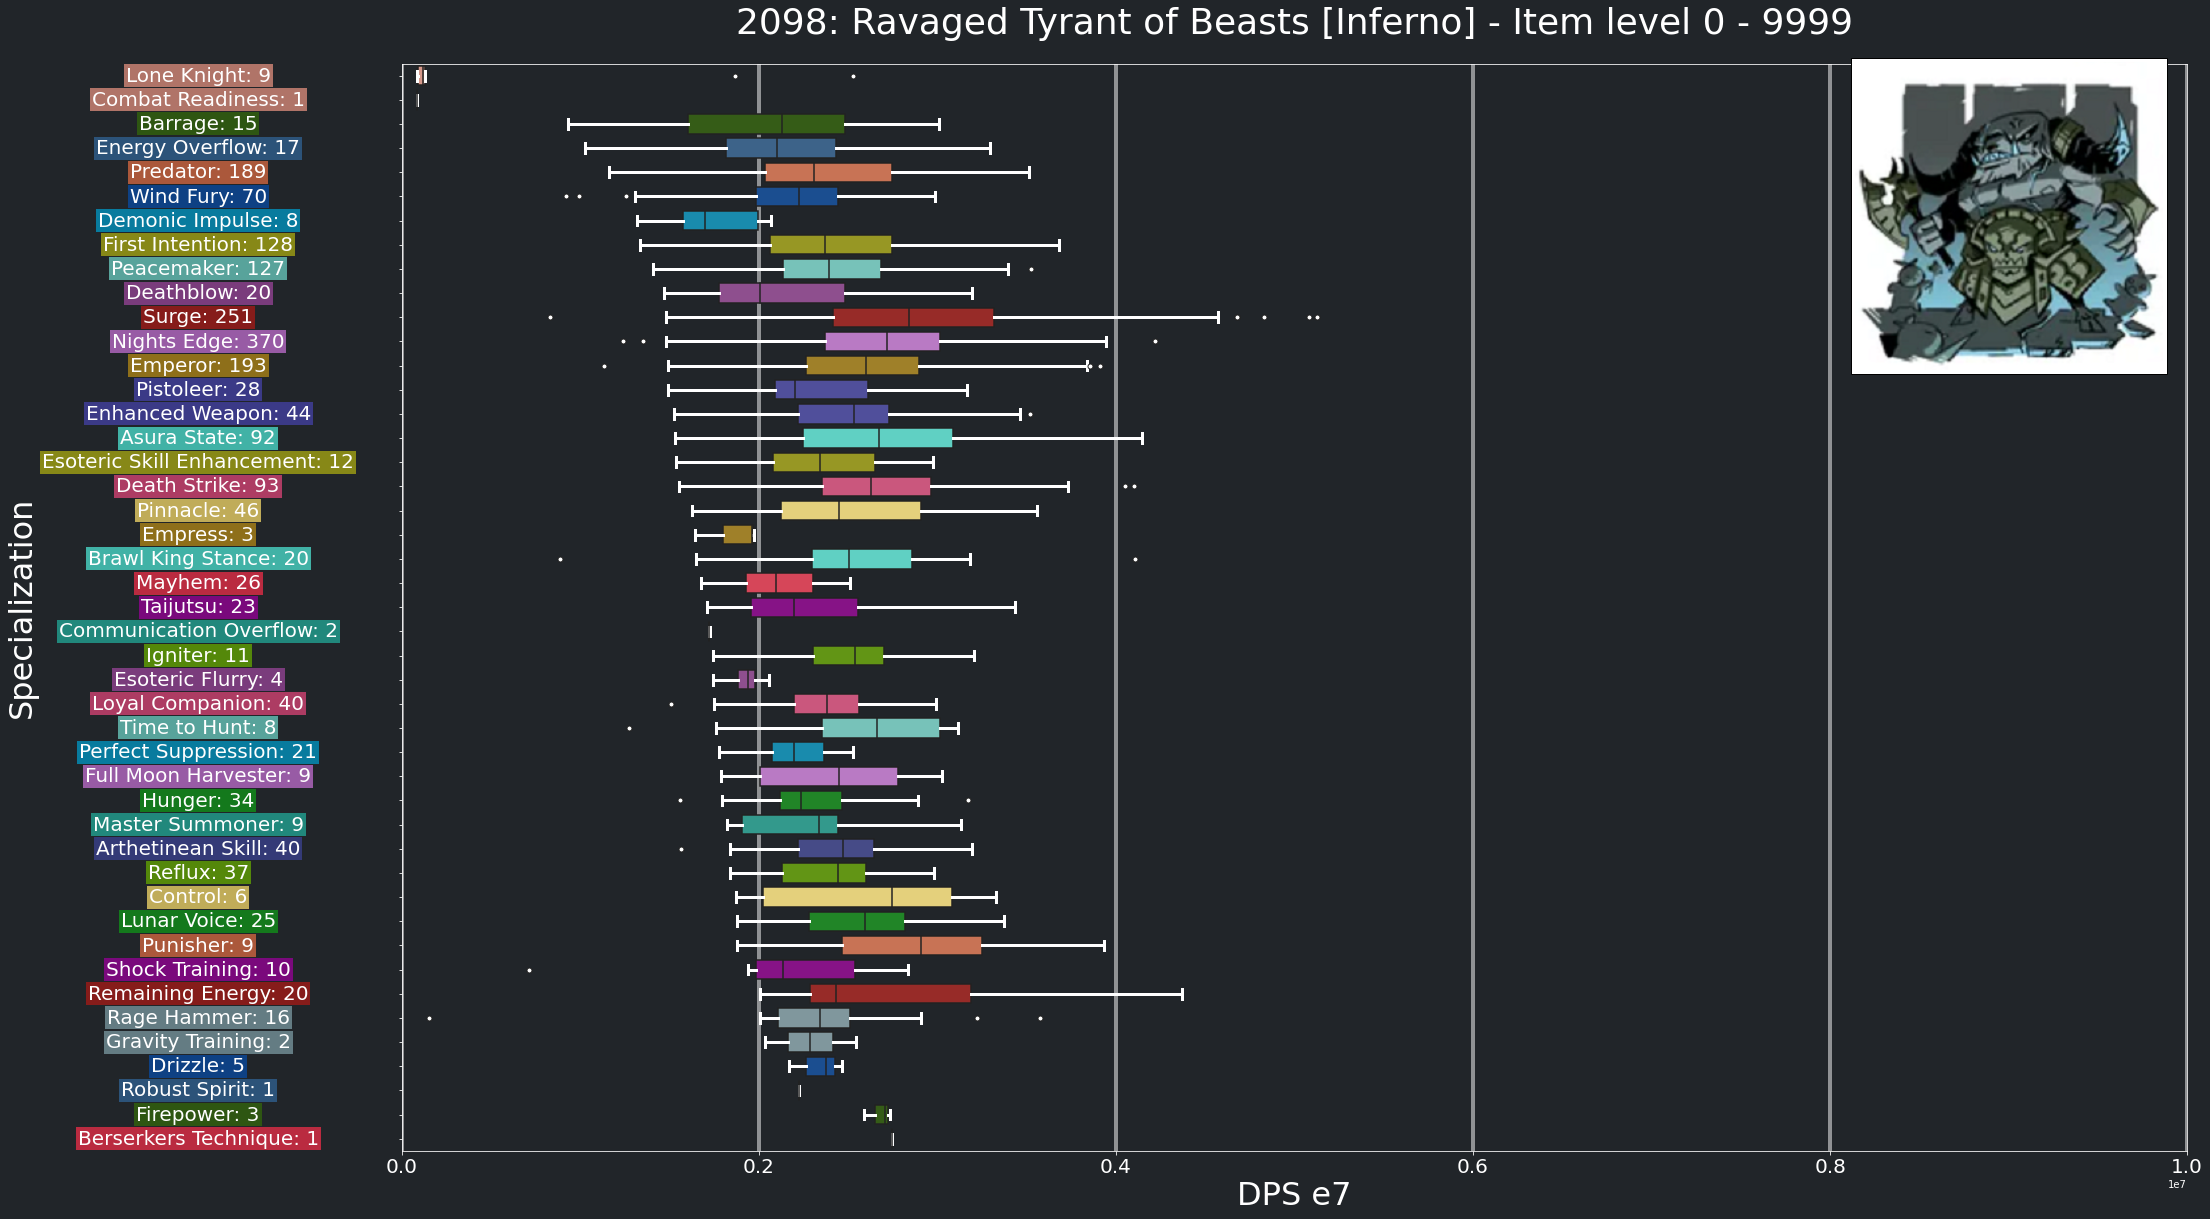 2098: Ravaged Tyrant of Beasts [Inferno] - Item level 0 - 9999
Specialization
Lone Knight: 9
Combat Readiness: 1
Barrage: 15
Energy Overflow: 17
Predator: 189
Wind Fury: 70
Demonic Impulse: 8
First Intention: 128
Peacemaker: 127
Deathblow: 20
Surge: 251
Nights Edge: 370
Emperor: 193
Pistoleer: 28
Enhanced Weapon: 44
Asura State: 92
Esoteric Skill Enhancement: 12
Death Strike: 93
Pinnacle: 46
Empress: 3
Brawl King Stance: 20
Mayhem: 26
Taijutsu: 23
Communication Overflow: 2
Igniter: 11
Esoteric Flurry: 4
Loyal Companion: 40
Time to Hunt: 8
Perfect Suppression: 21
Full Moon Harvester: 9
Hunger: 34
Master Summoner: 9
Arthetinean Skill: 40
Reflux: 37
Control: 6
Lunar Voice: 25
Punisher: 9
Shock Training: 10
Remaining Energy: 20
Rage Hammer: 16
Gravity Training: 2
Drizzle: 5
Robust Spirit: 1
Firepower: 3
Berserkers Technique: 1
0.0 0.2 0.4 0.6 0.8 1.0
1e7
DPS e7